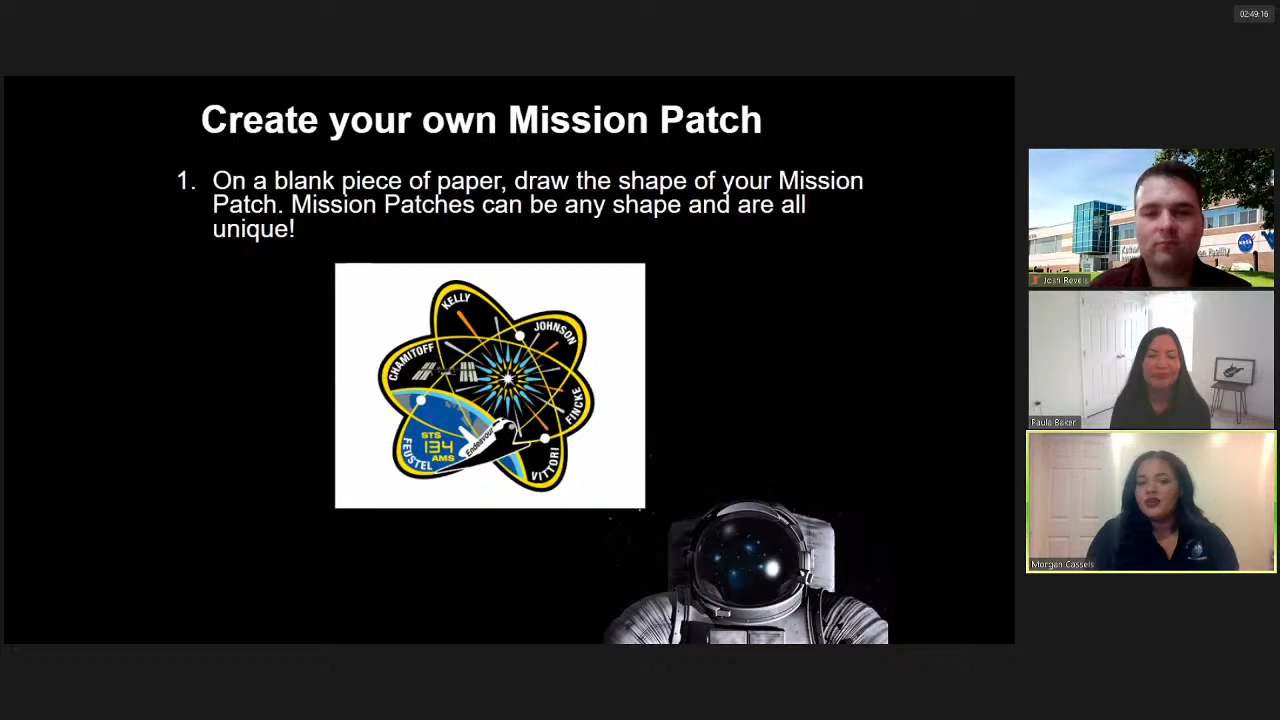 02:49:16
Create your own Mission Patch
1. On a blank piece of paper, draw the shape of your Mission
Patch. Mission Patches can be any shape and are all
unique!
KELLY
JOHNSON
CHAMITOFF
FINCKE
STS
134
AMS
Endeavour
FEUSTEL
VITTORI
NASA
Josh Revels
Paula Baker
Morgan Cassels